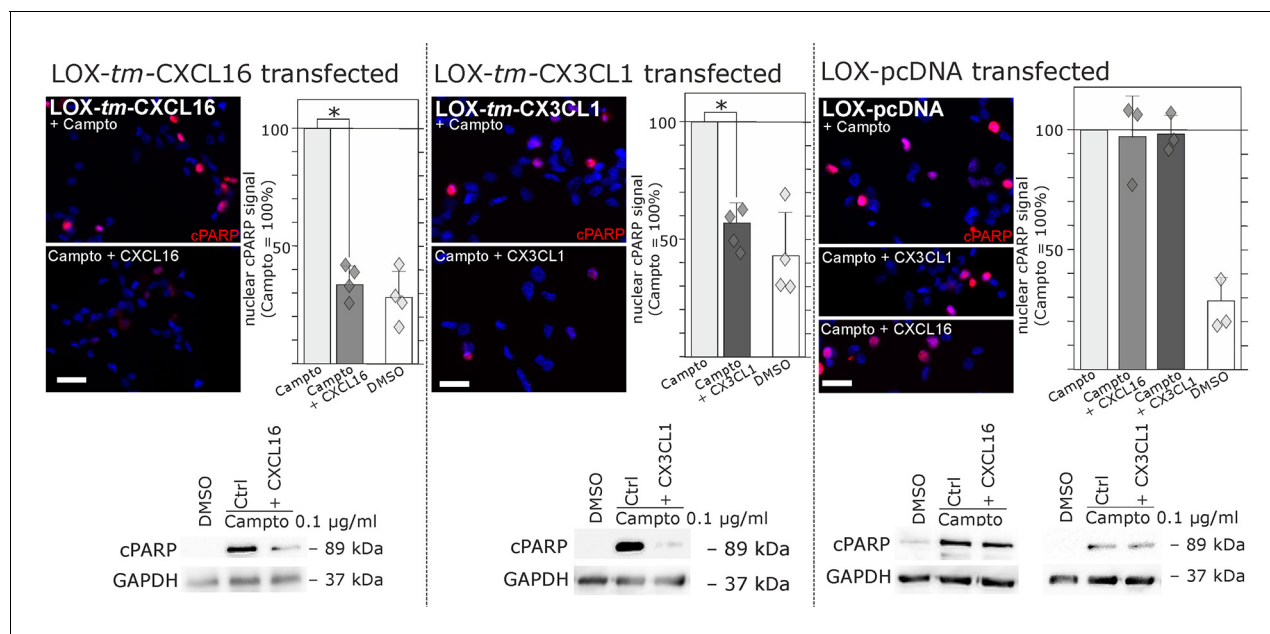 LOX-tm-CXCL16 transfected
LOX-tm-CXCL16
+ Campto
cPARP
Campto + CXCL16
nuclear cPARP signal
(Campto = 100%)
100
50
Campto
Campto
+ CXCL16
DMSO
*
DMSO
Ctrl
+ CXCL16
Campto 0.1 µg/ml
cPARP – 89 kDa
GAPDH – 37 kDa
LOX-tm-CX3CL1 transfected
LOX-tm-CX3CL1
+ Campto
cPARP
Campto + CX3CL1
nuclear cPARP signal
(Campto = 100%)
100
50
*
Campto
Campto
+ CX3CL1
DMSO
DMSO
Ctrl
+ CX3CL1
Campto 0.1 µg/ml
cPARP – 89 kDa
GAPDH – 37 kDa
LOX-pcDNA transfected
LOX-pcDNA
+ Campto
cPARP
Campto + CX3CL1
Campto + CXCL16
nuclear cPARP signal
(Campto = 100%)
100
50
Campto
Campto
+ CXCL16
Campto
+ CX3CL1
DMSO
DMSO
Ctrl
+ CXCL16
Campto
Ctrl
+ CX3CL1
Campto 0.1 µg/ml
cPARP – 89 kDa
GAPDH – 37 kDa